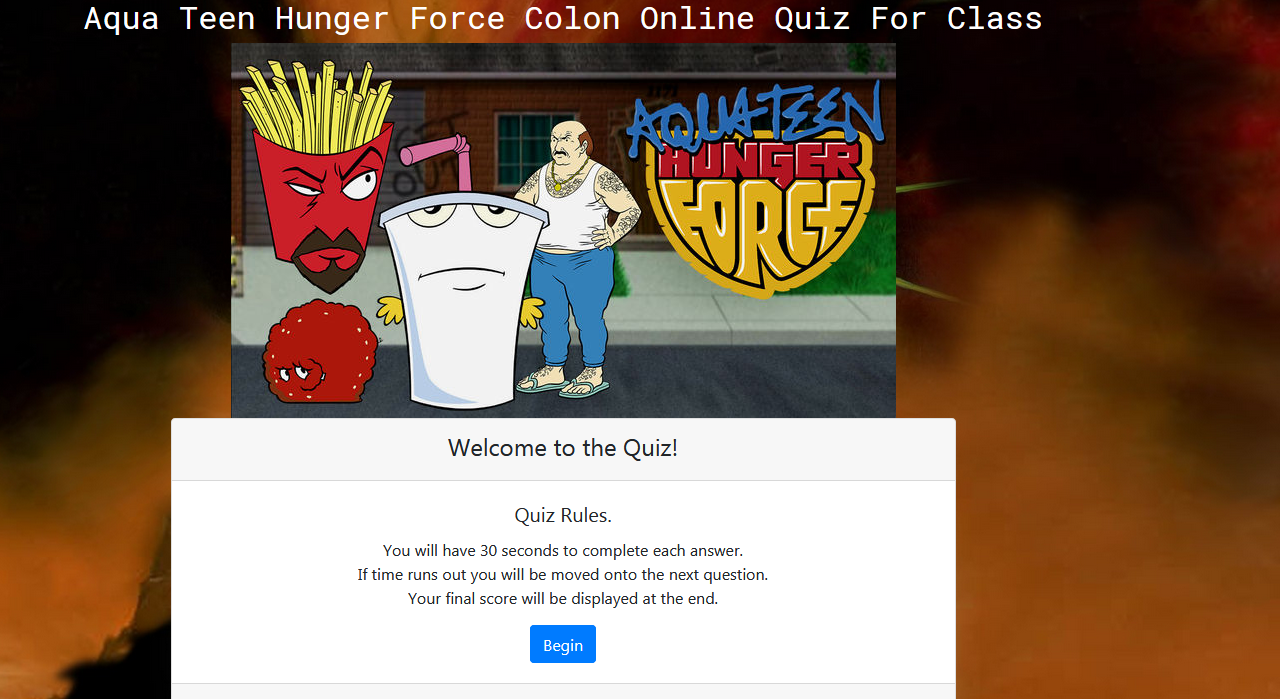 Aqua Teen Hunger Force Colon Online Quiz For Class
AQUA-TEEN
HUNGER
FORCE
Welcome to the Quiz!
Quiz Rules.
You will have 30 seconds to complete each answer.
If time runs out you will be moved onto the next question.
Your final score will be displayed at the end.
Begin